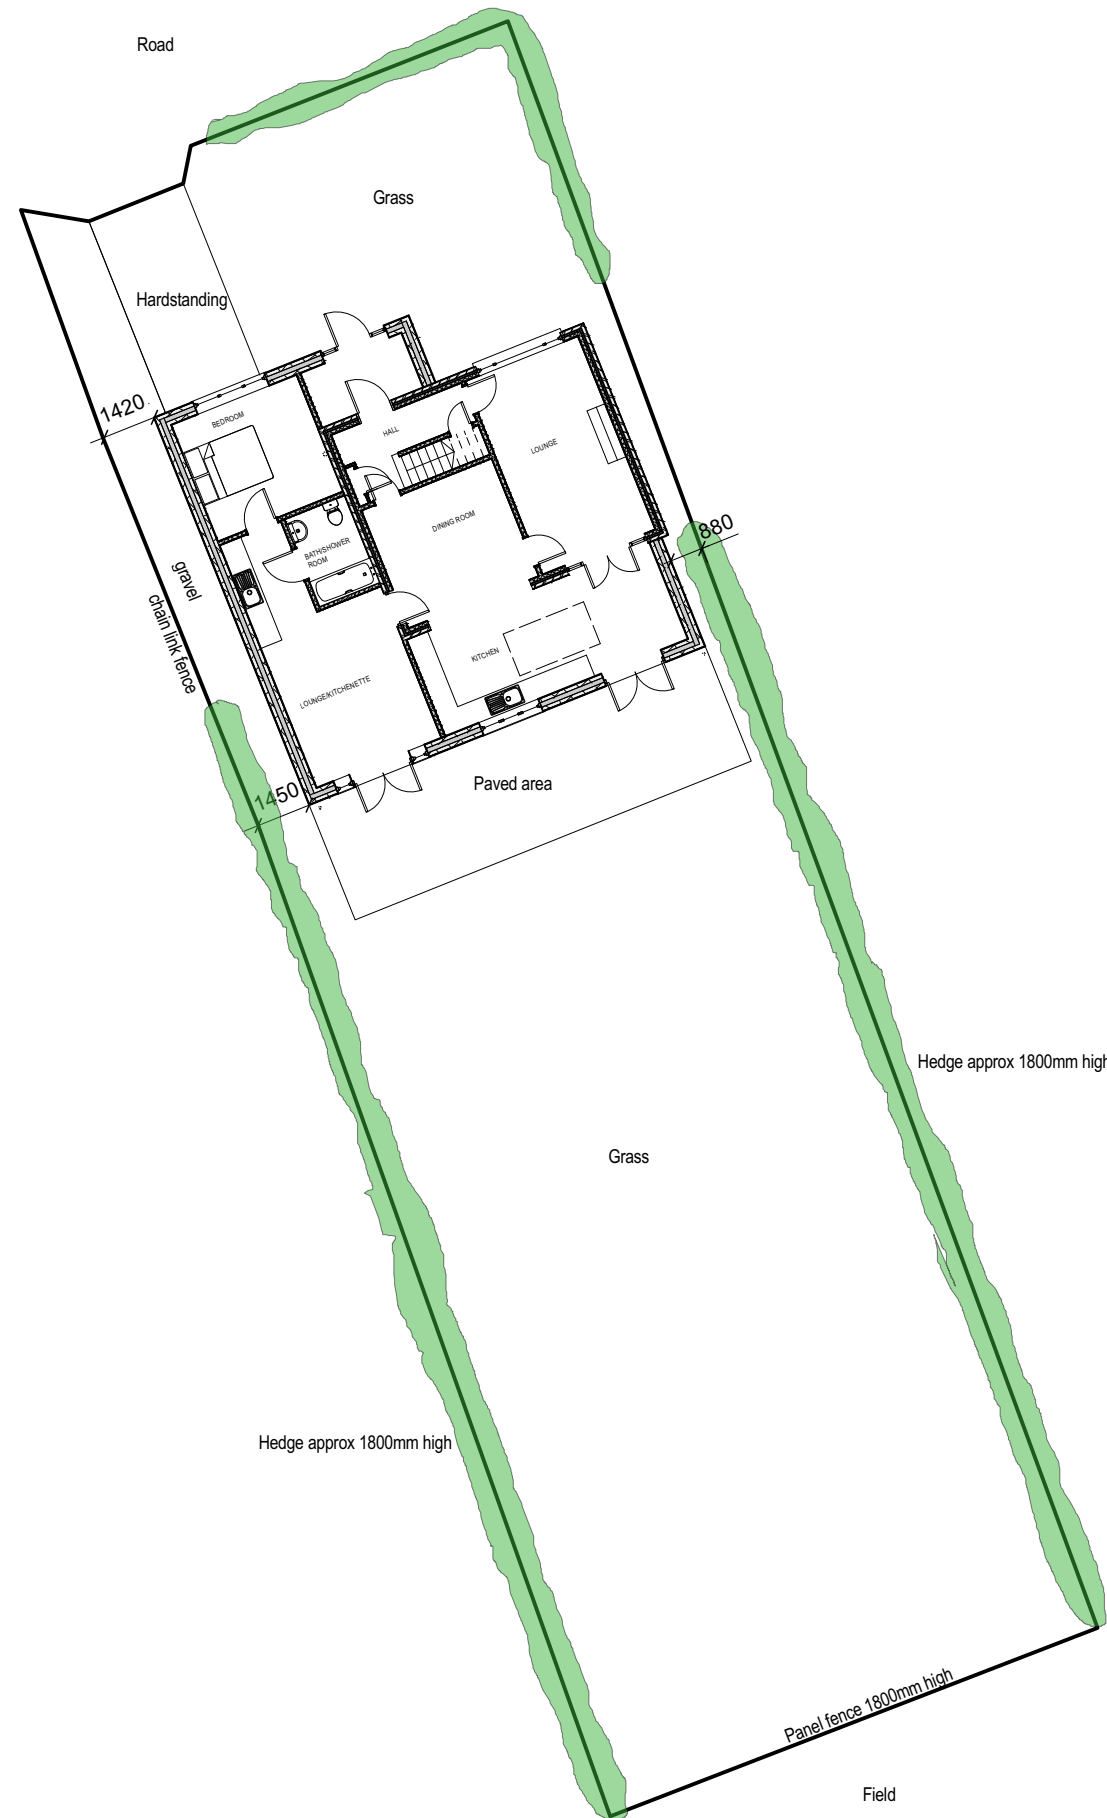 Road
Grass
Hardstanding
1420
BEDROOM
HALL
LOUNGE
DINING ROOM
880
BATH/SHOWER
ROOM
gravel
chain link fence
KITCHEN
LOUNGE/KITCHENETTE
1450
Paved area
Hedge approx 1800mm high
Grass
Hedge approx 1800mm high
Panel fence 1800mm high
Field